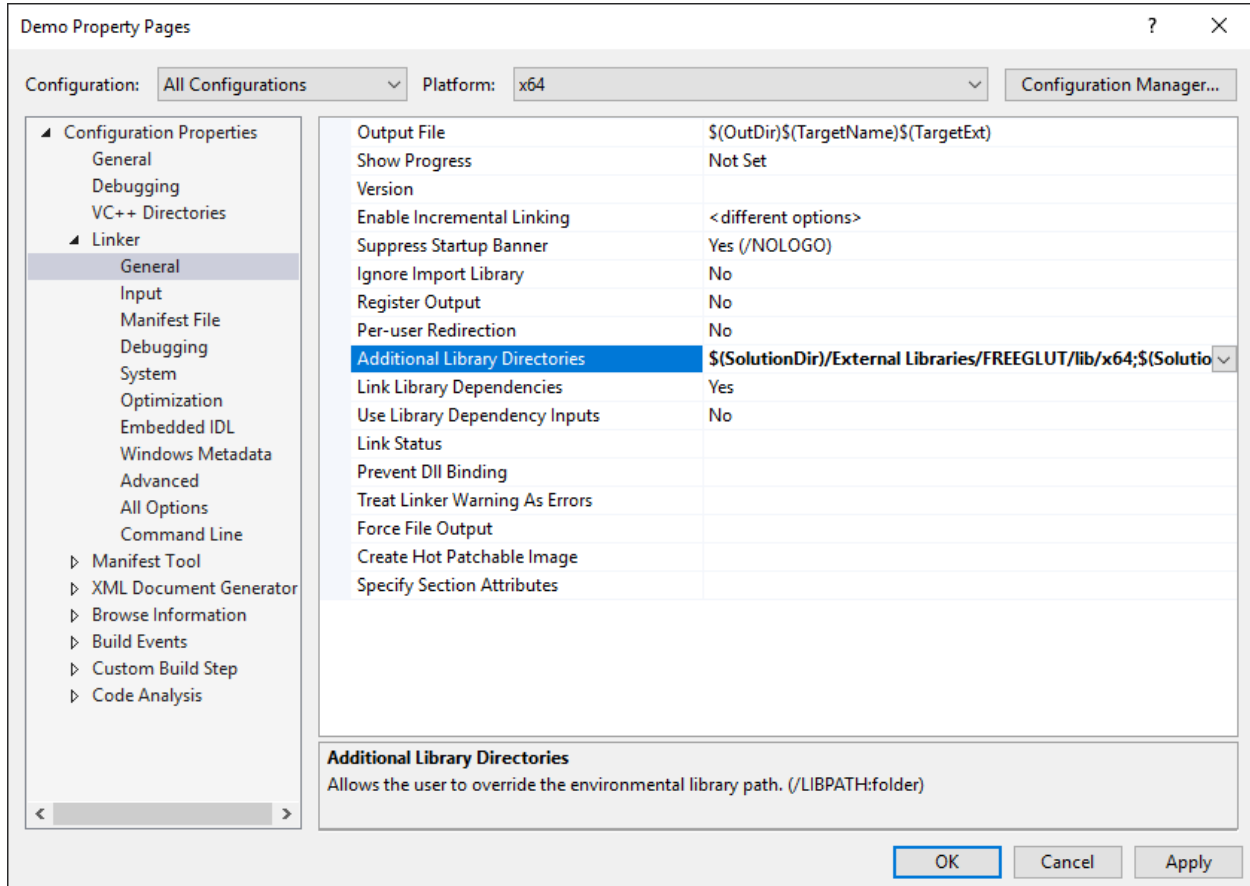 Demo Property Pages ?
Configuration: All Configurations Platform: x64 Configuration Manager...
Configuration Properties
General
Debugging
VC++ Directories
Linker
General
Input
Manifest File
Debugging
System
Optimization
Embedded IDL
Windows Metadata
Advanced
All Options
Command Line
Manifest Tool
XML Document Generator
Browse Information
Build Events
Custom Build Step
Code Analysis
Output File $(OutDir)$(TargetName)$(TargetExt)
Show Progress Not Set
Version
Enable Incremental Linking <different options>
Suppress Startup Banner Yes (/NOLOGO)
Ignore Import Library No
Register Output No
Per-user Redirection No
Additional Library Directories $(SolutionDir)/External Libraries/FREEGLUT/lib/x64;$(Solutio
Link Library Dependencies Yes
Use Library Dependency Inputs No
Link Status
Prevent Dll Binding
Treat Linker Warning As Errors
Force File Output
Create Hot Patchable Image
Specify Section Attributes
Additional Library Directories
Allows the user to override the environmental library path. (/LIBPATH:folder)
OK Cancel Apply